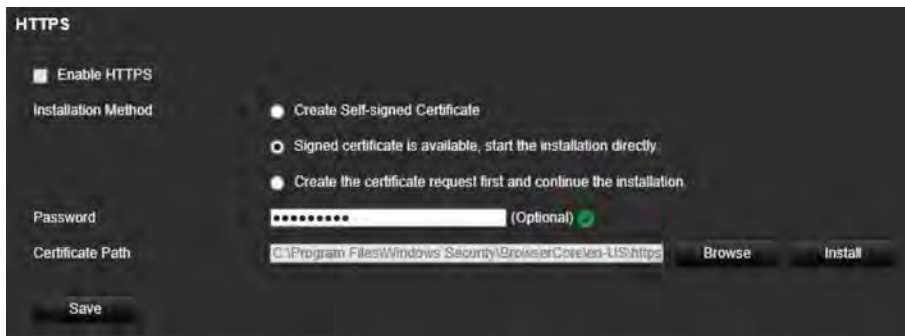 HTTPS
Enable HTTPS
Installation Method
Create Self-signed Certificate
Signed certificate is available, start the installation directly
Create the certificate request first and continue the installation.
Password ●●●●●●●●● (Optional)
Certificate Path C:\Program Files\Windows Security\BrowserCore\en-US\https Browse Install
Save